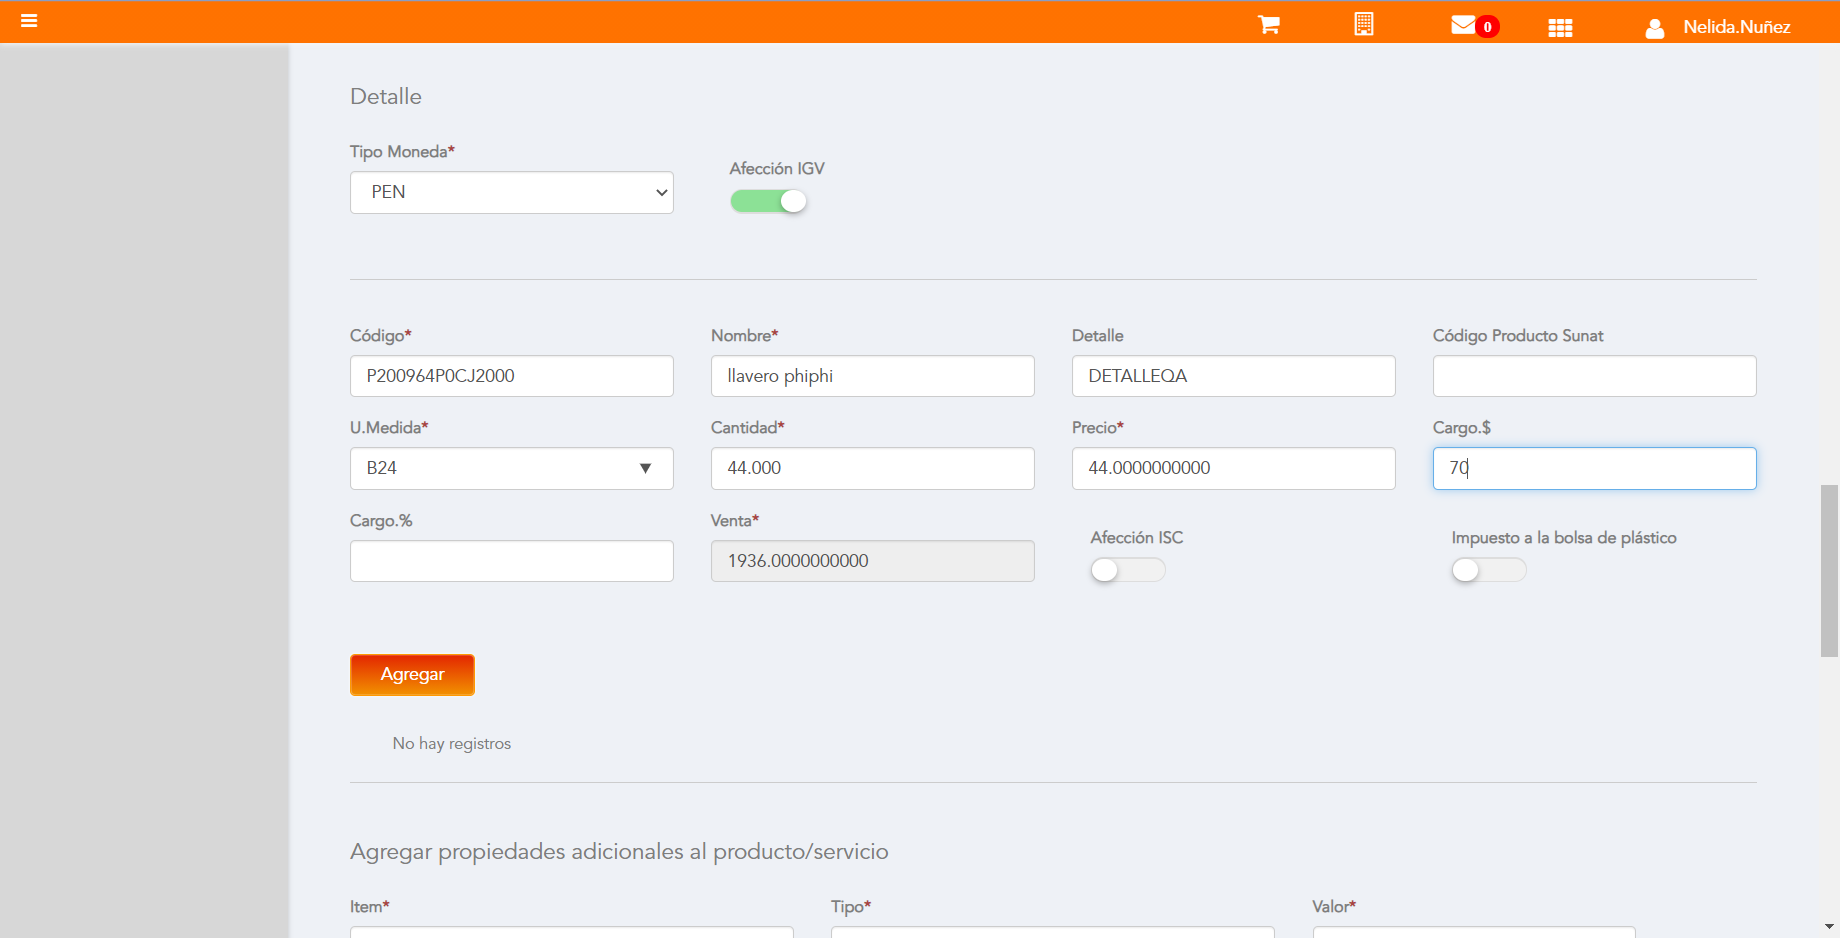 0
Nelida.Nuñez
Detalle
Tipo Moneda*
Afección IGV
PEN
Código*
Nombre*
Detalle
Código Producto Sunat
P200964P0CJ2000
llavero phiphi
DETALLEQA
U.Medida*
Cantidad*
Precio*
Cargo.$
B24
44.000
44.0000000000
70
Cargo.%
Venta*
Afección ISC
Impuesto a la bolsa de plástico
1936.0000000000
Agregar
No hay registros
Agregar propiedades adicionales al producto/servicio
Item*
Tipo*
Valor*